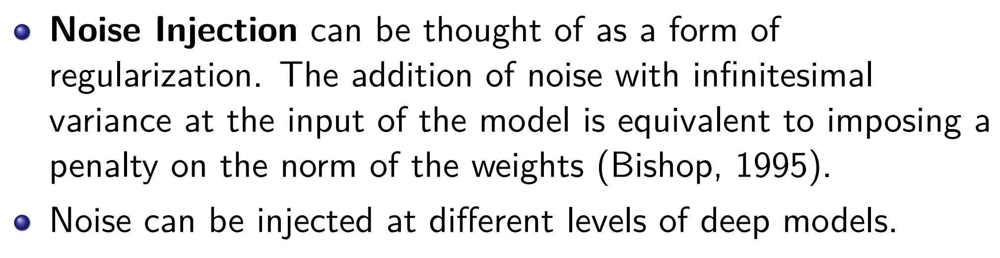 Noise Injection can be thought of as a form of
regularization. The addition of noise with infinitesimal
variance at the input of the model is equivalent to imposing a
penalty on the norm of the weights (Bishop, 1995).
Noise can be injected at different levels of deep models.